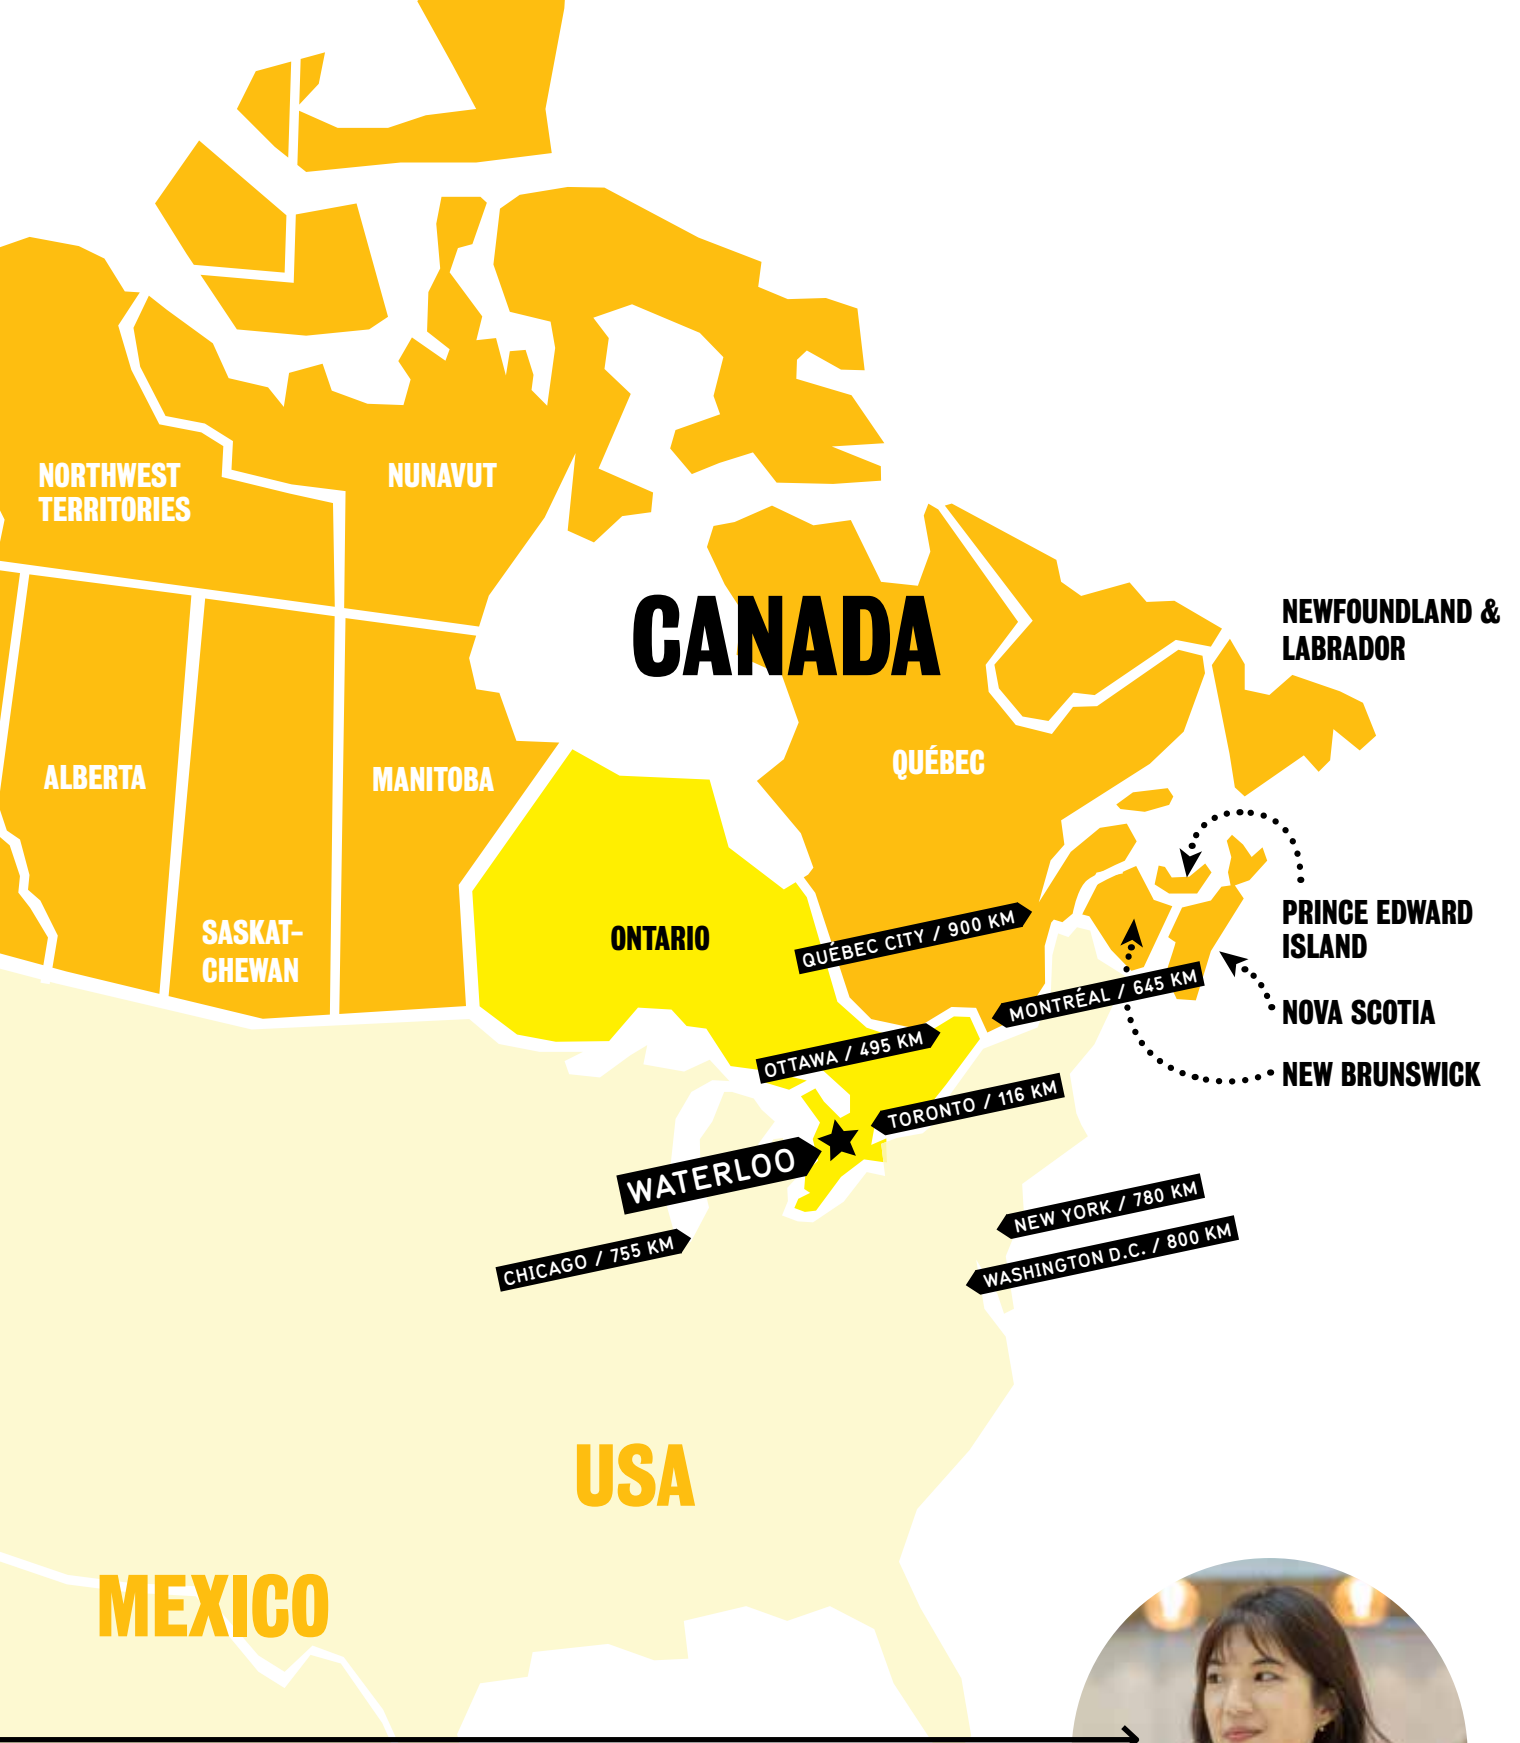 NORTHWEST
TERRITORIES
NUNAVUT
CANADA
NEWFOUNDLAND &
LABRADOR
ALBERTA
MANITOBA
QUÉBEC
SASKAT-
CHEWAN
ONTARIO
QUÉBEC CITY / 900 KM
PRINCE EDWARD
ISLAND
MONTRÉAL / 645 KM
NOVA SCOTIA
OTTAWA / 495 KM
NEW BRUNSWICK
TORONTO / 116 KM
WATERLOO
NEW YORK / 780 KM
CHICAGO / 755 KM
WASHINGTON D.C. / 800 KM
USA
MEXICO